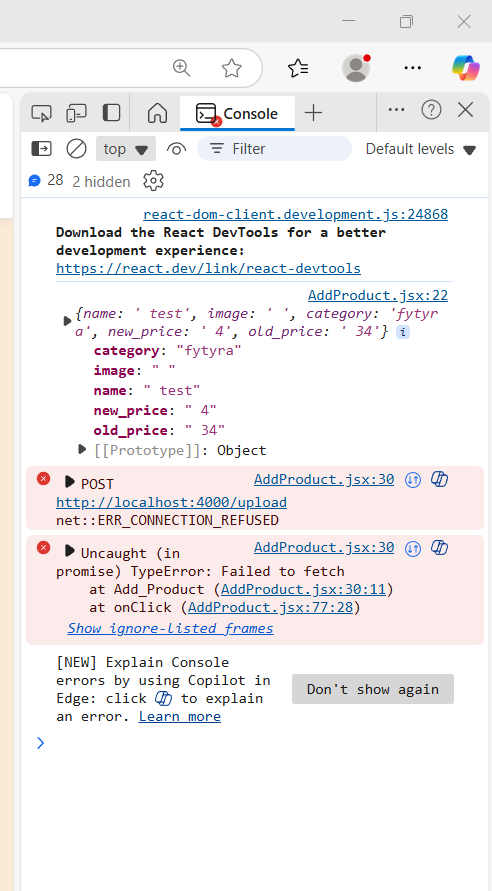 Console
top
Filter
Default levels
28
2 hidden
react-dom-client.development.js:24868
Download the React DevTools for a better
development experience:
https://react.dev/link/react-devtools
AddProduct.jsx:22
{name: ' test', image: ' ', category: 'fytyr
a', new_price: ' 4', old_price: ' 34'} i
category: "fytyra"
image: " "
name: " test"
new_price: " 4"
old_price: " 34"
[[Prototype]]: Object
POST
AddProduct.jsx:30
http://localhost:4000/upload
net::ERR_CONNECTION_REFUSED
Uncaught (in
AddProduct.jsx:30
promise) TypeError: Failed to fetch
at Add_Product (AddProduct.jsx:30:11)
at onClick (AddProduct.jsx:77:28)
Show ignore-listed frames
[NEW] Explain Console
errors by using Copilot in
Edge: click to explain
an error. Learn more
Don't show again